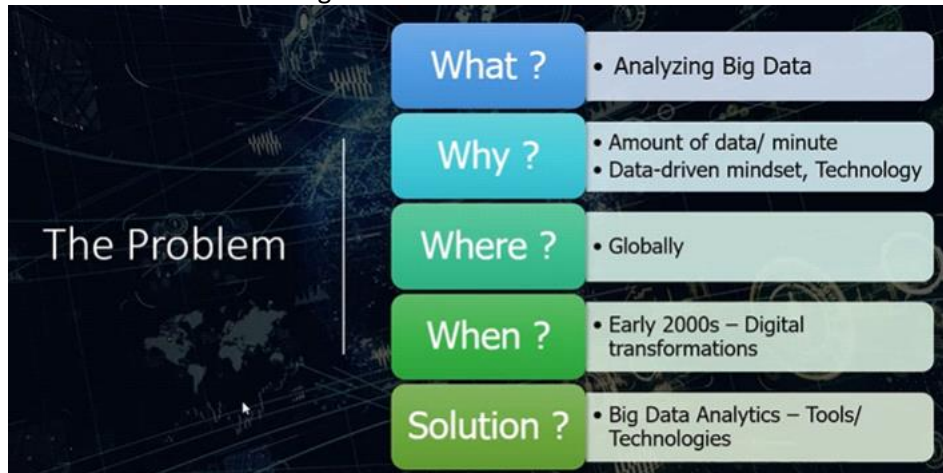 The Problem
What ?
• Analyzing Big Data
Why ?
• Amount of data/ minute
• Data-driven mindset, Technology
Where ?
• Globally
When ?
• Early 2000s – Digital
transformations
Solution ?
• Big Data Analytics – Tools/
Technologies